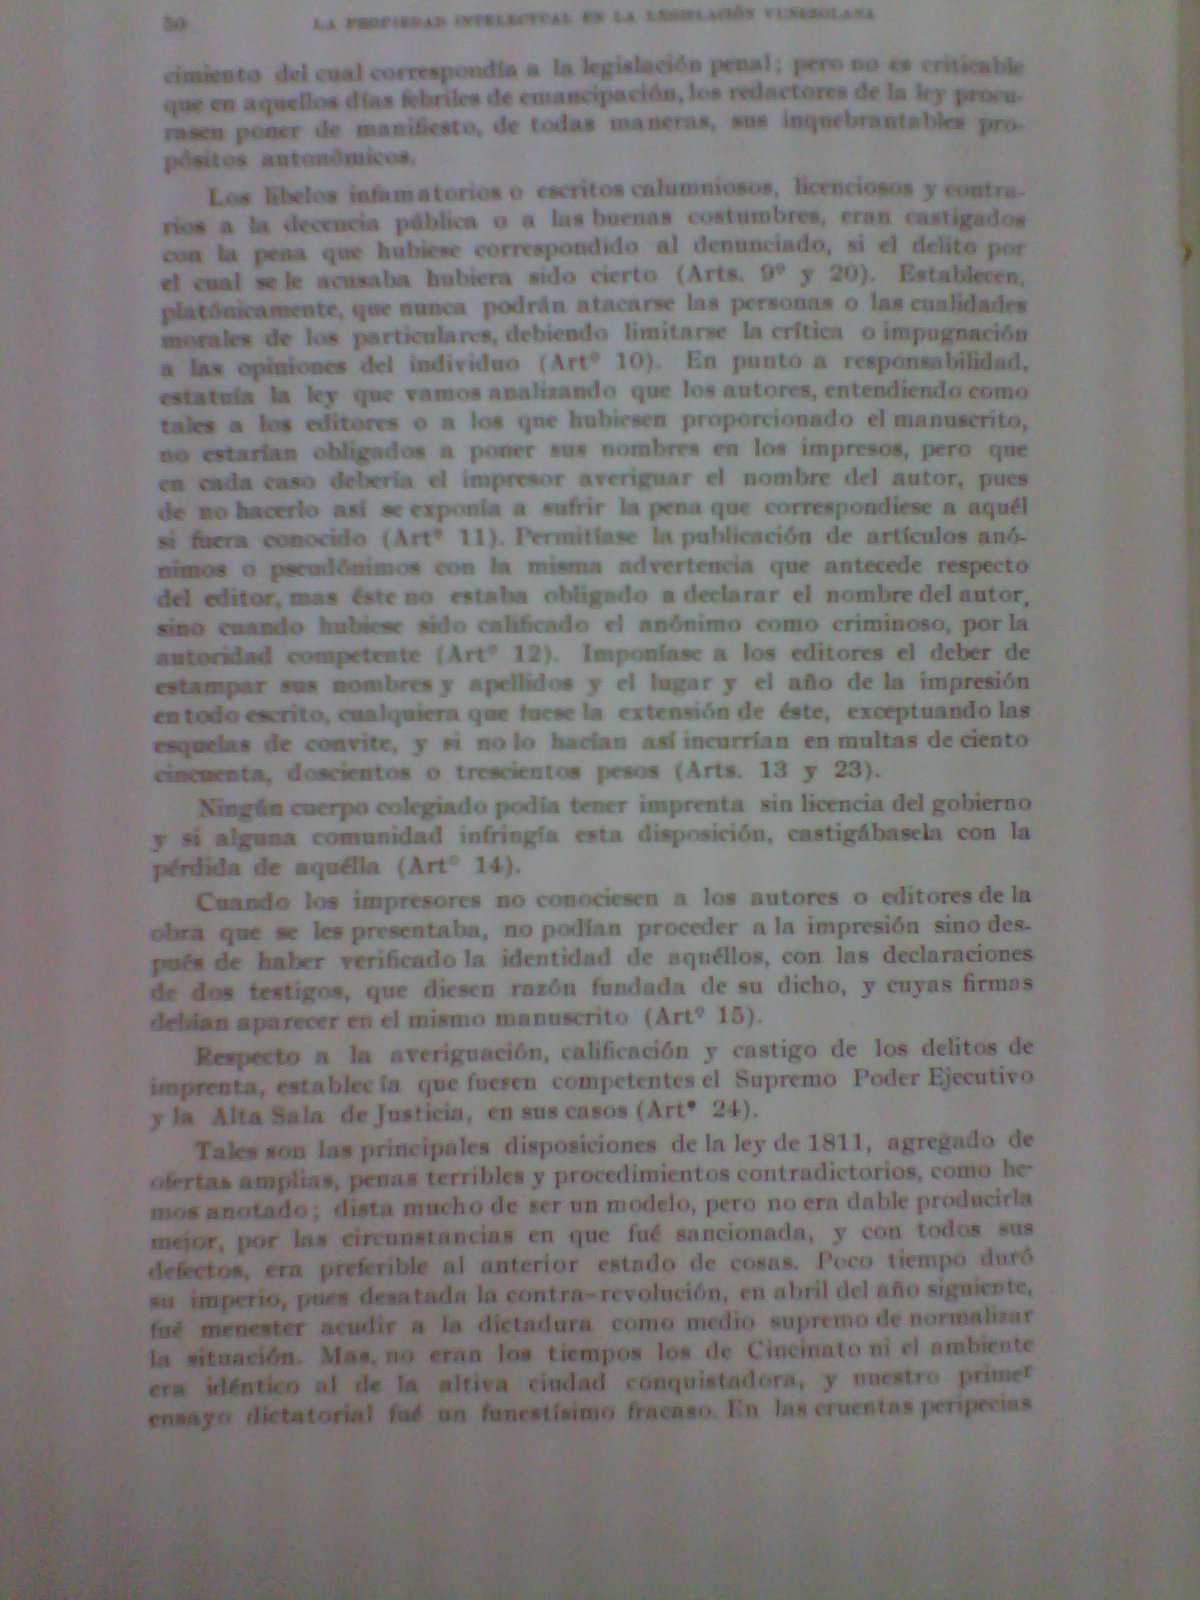 50 LA PROPIEDAD INTELECTUAL EN LA LEGISLACIÓN VENEZOLANA
cimiento del cual correspondía a la legislación penal; pero no es criticable
que en aquellos días febriles de emancipación, los redactores de la ley procu-
rasen poner de manifiesto, de todas maneras, sus inquebrantables pro-
pósitos autonómicos.
Los libelos infamatorios o escritos calumniosos, licenciosos y contra-
rios a la decencia pública o a las buenas costumbres, eran castigados
con la pena que hubiese correspondido al denunciado, si el delito por
el cual se le acusaba hubiera sido cierto (Arts. 9º y 20). Establecen,
platónicamente, que nunca podrán atacarse las personas o las cualidades
morales de los particulares, debiendo limitarse la crítica o impugnación
a las opiniones del individuo (Artº 10). En punto a responsabilidad,
estatuía la ley que vamos analizando que los autores, entendiendo como
tales a los editores o a los que hubiesen proporcionado el manuscrito,
no estarían obligados a poner sus nombres en los impresos, pero que
en cada caso debería el impresor averiguar el nombre del autor, pues
de no hacerlo así se exponía a sufrir la pena que correspondiese a aquél
si fuera conocido (Artº 11). Permitíase la publicación de artículos anó-
nimos o pseudónimos con la misma advertencia que antecede respecto
del editor, mas éste no estaba obligado a declarar el nombre del autor,
sino cuando hubiese sido calificado el anónimo como criminoso, por la
autoridad competente (Artº 12). Imponíase a los editores el deber de
estampar sus nombres y apellidos y el lugar y el año de la impresión
en todo escrito, cualquiera que fuese la extensión de éste, exceptuando las
esquelas de convite, y si no lo hacían así incurrían en multas de ciento
cincuenta, doscientos o trescientos pesos (Arts. 13 y 23).
Ningún cuerpo colegiado podía tener imprenta sin licencia del gobierno
y si alguna comunidad infringía esta disposición, castigábasela con la
pérdida de aquélla (Artº 14).
Cuando los impresores no conociesen a los autores o editores de la
obra que se les presentaba, no podían proceder a la impresión sino des-
pués de haber verificado la identidad de aquéllos, con las declaraciones
de dos testigos, que diesen razón fundada de su dicho, y cuyas firmas
debían aparecer en el mismo manuscrito (Artº 15).
Respecto a la averiguación, calificación y castigo de los delitos de
imprenta, establecía que fuesen competentes el Supremo Poder Ejecutivo
y la Alta Sala de Justicia, en sus casos (Artº 24).
Tales son las principales disposiciones de la ley de 1811, agregado de
ofertas amplias, penas terribles y procedimientos contradictorios, como he-
mos anotado; dista mucho de ser un modelo, pero no era dable producirla
mejor, por las circunstancias en que fué sancionada, y con todos sus
defectos, era preferible al anterior estado de cosas. Poco tiempo duró
su imperio, pues desatada la contra-revolución, en abril del año siguiente,
fué menester acudir a la dictadura como medio supremo de normalizar
la situación. Mas, no eran los tiempos los de Cincinato ni el ambiente
era idéntico al de la altiva ciudad conquistadora, y nuestro primer
ensayo dictatorial fué un funestísimo fracaso. En las cruentas peripecias